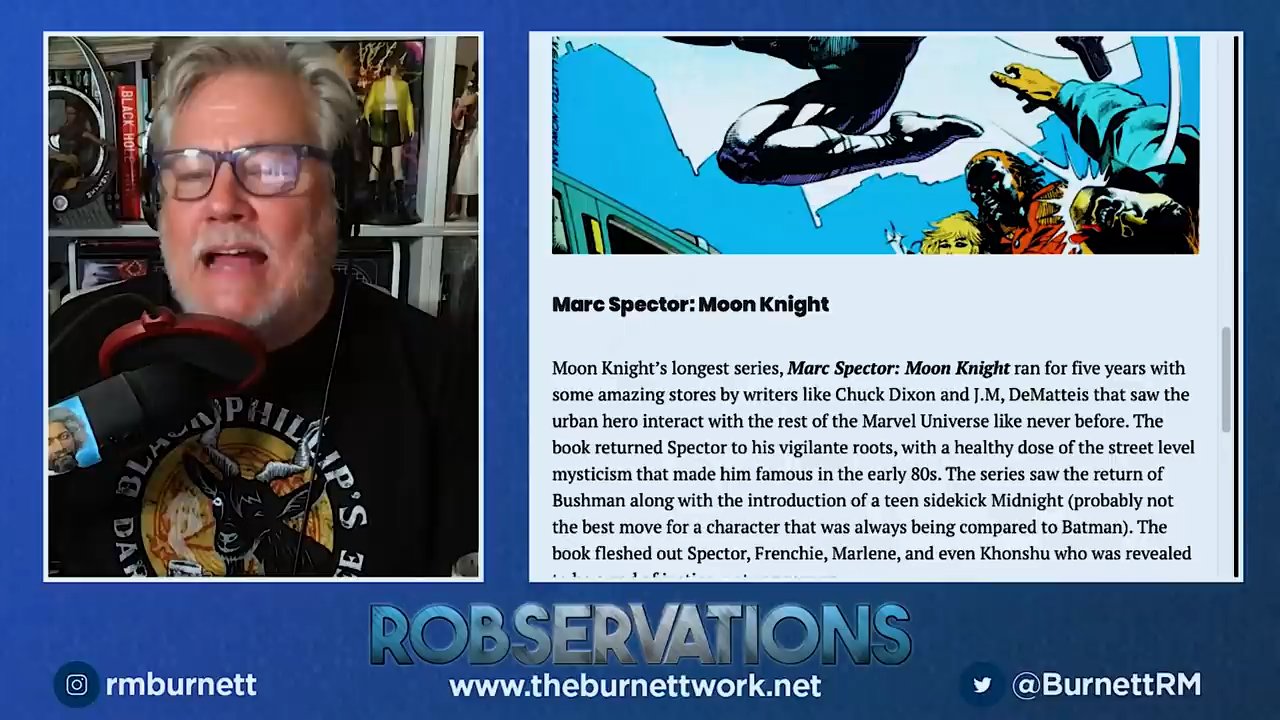 BLACK HOLE
BLACK PHILLIP'S
DA
Marc Spector: Moon Knight
Moon Knight's longest series, Marc Spector: Moon Knight ran for five years with
some amazing stores by writers like Chuck Dixon and J.M, DeMatteis that saw the
urban hero interact with the rest of the Marvel Universe like never before. The
book returned Spector to his vigilante roots, with a healthy dose of the street level
mysticism that made him famous in the early 80s. The series saw the return of
Bushman along with the introduction of a teen sidekick Midnight (probably not
the best move for a character that was always being compared to Batman). The
book fleshed out Spector, Frenchie, Marlene, and even Khonshu who was revealed
ROBSERVATIONS
rmburnett
www.theburnettwork.net
@BurnettRM